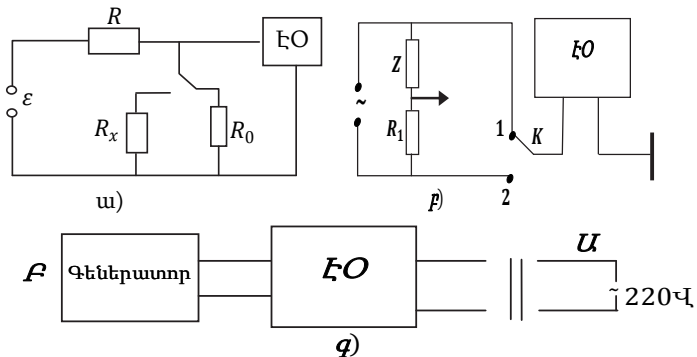 R
ԷՕ
ε
Rₓ
R₀
ա)
Z
~
R₁
1
K
2
ԷՕ
բ)
Բ
Գեներատոր
ԷՕ
Ա
~ 220Վ
գ)